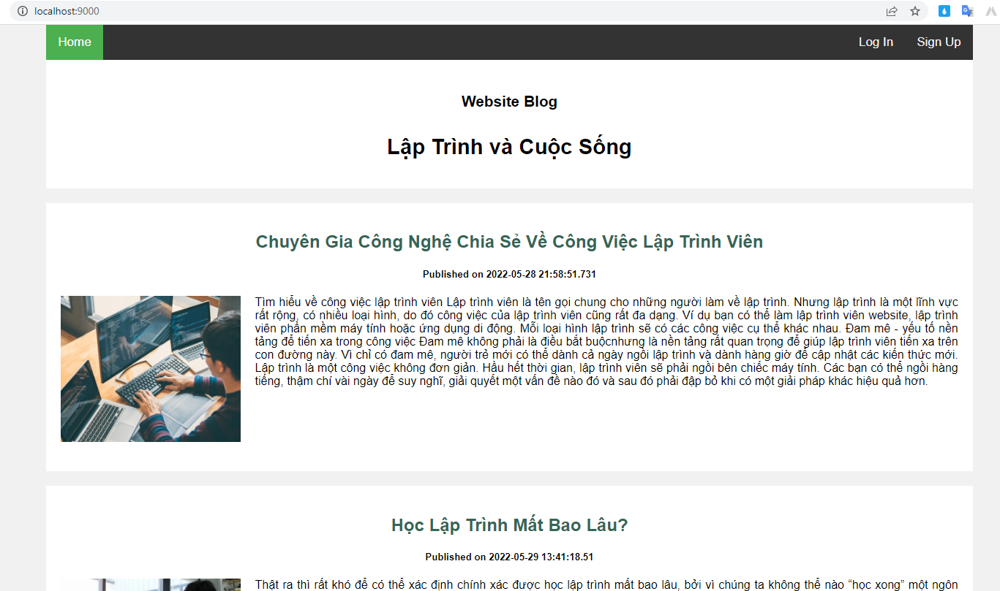 localhost:9000
Home
Log In
Sign Up
Website Blog
Lập Trình và Cuộc Sống
Chuyên Gia Công Nghệ Chia Sẻ Về Công Việc Lập Trình Viên
Published on 2022-05-28 21:58:51.731
Tìm hiểu về công việc lập trình viên Lập trình viên là tên gọi chung cho những người làm về lập trình. Nhưng lập trình là một lĩnh vực
rất rộng, có nhiều loại hình, do đó công việc của lập trình viên cũng rất đa dạng. Ví dụ bạn có thể làm lập trình viên website, lập trình
viên phần mềm máy tính hoặc ứng dụng di động. Mỗi loại hình lập trình sẽ có các công việc cụ thể khác nhau. Đam mê - yếu tố nền
tảng để tiến xa trong công việc Đam mê không phải là điều bắt buộcnhưng là nền tảng rất quan trọng để giúp lập trình viên tiến xa trên
con đường này. Vì chỉ có đam mê, người trẻ mới có thể dành cả ngày ngồi lập trình và dành hàng giờ để cập nhật các kiến thức mới.
Lập trình là một công việc không đơn giản. Hầu hết thời gian, lập trình viên sẽ phải ngồi bên chiếc máy tính. Các bạn có thể ngồi hàng
tiếng, thậm chí vài ngày để suy nghĩ, giải quyết một vấn đề nào đó và sau đó phải đập bỏ khi có một giải pháp khác hiệu quả hơn.
Học Lập Trình Mất Bao Lâu?
Published on 2022-05-29 13:41:18.51
Thật ra thì rất khó để có thể xác định chính xác được học lập trình mất bao lâu, bởi vì chúng ta không thể nào “học xong” một ngôn